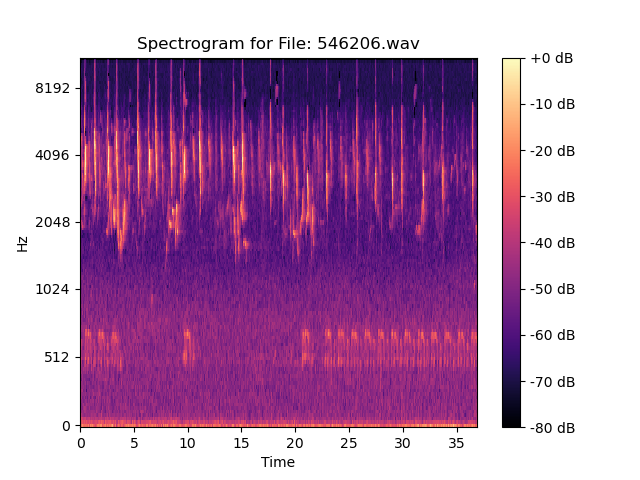 Spectrogram for File: 546206.wav
8192
4096
2048
1024
512
0
Hz
0 5 10 15 20 25 30 35
Time
+0 dB
-10 dB
-20 dB
-30 dB
-40 dB
-50 dB
-60 dB
-70 dB
-80 dB